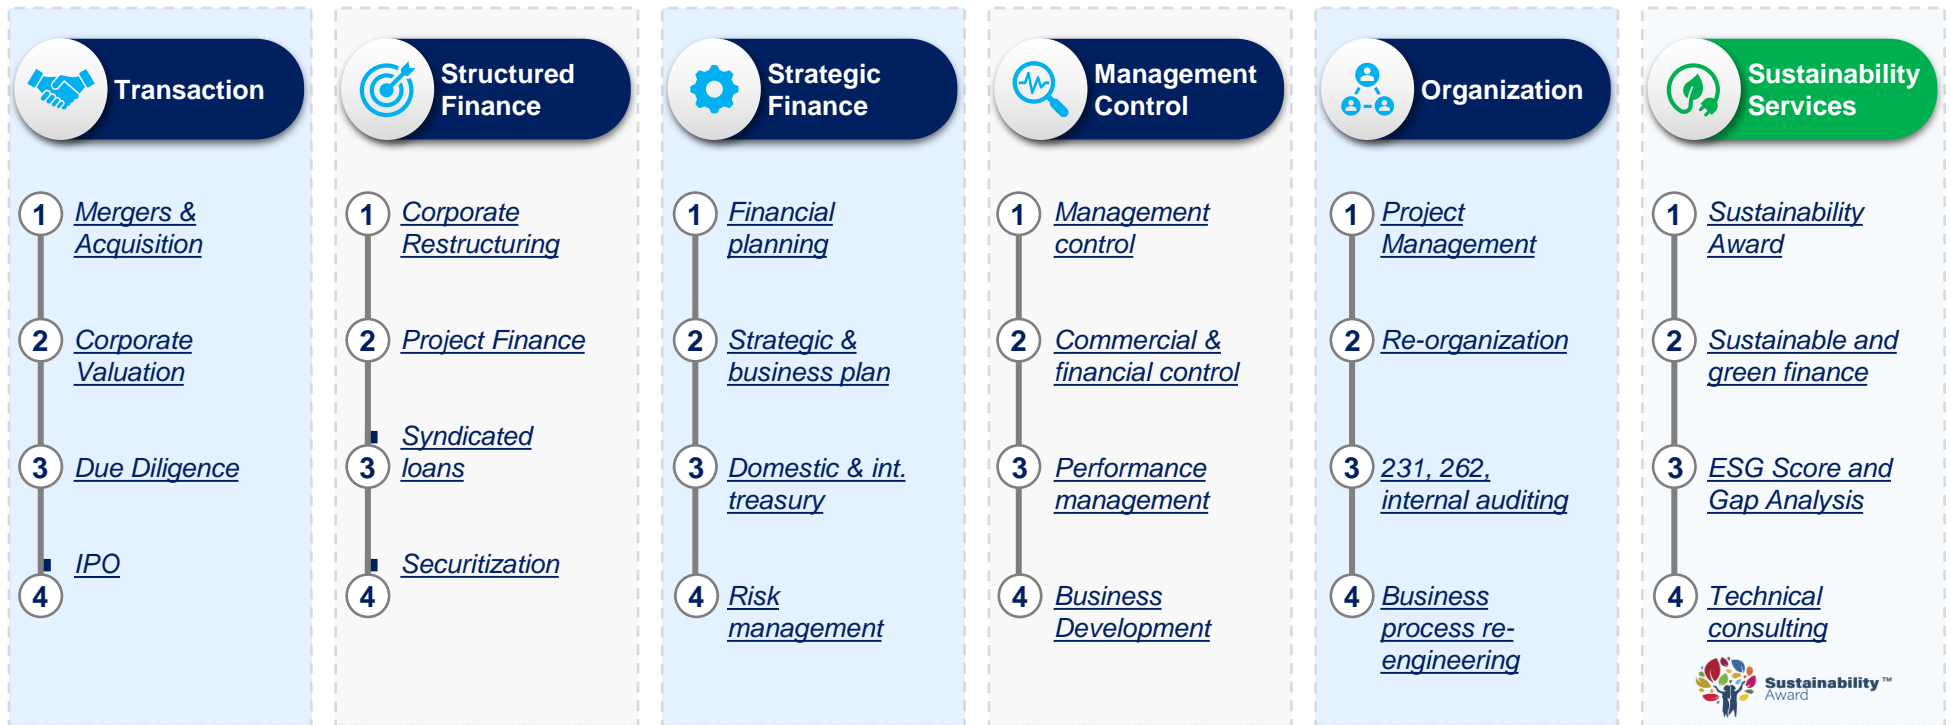 Transaction
1
Mergers &
Acquisition
2
Corporate
Valuation
3
Due Diligence
IPO
4
Structured
Finance
1
Corporate
Restructuring
2
Project Finance
Syndicated
3
loans
Securitization
4
Strategic
Finance
1
Financial
planning
2
Strategic &
business plan
3
Domestic & int.
treasury
4
Risk
management
Management
Control
1
Management
control
2
Commercial &
financial control
3
Performance
management
4
Business
Development
Organization
1
Project
Management
2
Re-organization
3
231, 262,
internal auditing
4
Business
process re-
engineering
Sustainability
Services
1
Sustainability
Award
2
Sustainable and
green finance
3
ESG Score and
Gap Analysis
4
Technical
consulting
Sustainability ™
Award